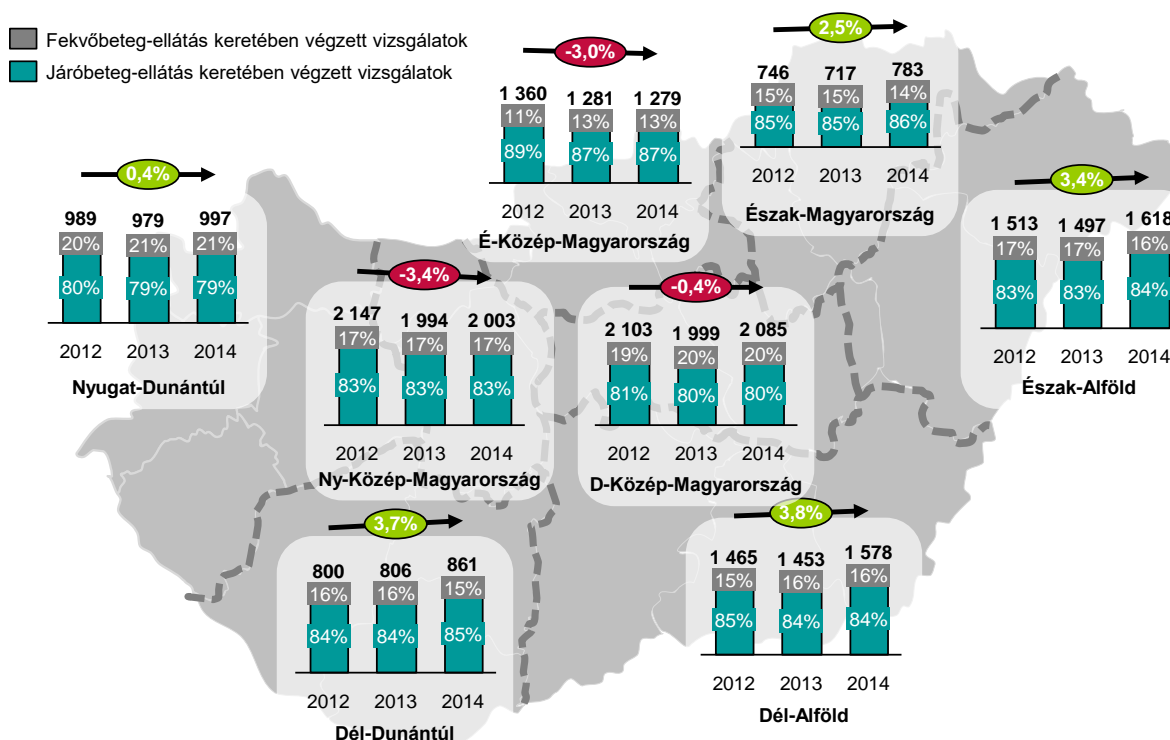 Fekvőbeteg-ellátás keretében végzett vizsgálatok
Járóbeteg-ellátás keretében végzett vizsgálatok
-3,0%
1 360 1 281 1 279
11% 13% 13%
89% 87% 87%
2012 2013 2014
É-Közép-Magyarország
2,5%
746 717 783
15% 15% 14%
85% 85% 86%
2012 2013 2014
Észak-Magyarország
0,4%
989 979 997
20% 21% 21%
80% 79% 79%
2012 2013 2014
Nyugat-Dunántúl
-3,4%
2 147 1 994 2 003
17% 17% 17%
83% 83% 83%
2012 2013 2014
Ny-Közép-Magyarország
-0,4%
2 103 1 999 2 085
19% 20% 20%
81% 80% 80%
2012 2013 2014
D-Közép-Magyarország
3,4%
1 513 1 497 1 618
17% 17% 16%
83% 83% 84%
2012 2013 2014
Észak-Alföld
3,7%
800 806 861
16% 16% 15%
84% 84% 85%
2012 2013 2014
Dél-Dunántúl
3,8%
1 465 1 453 1 578
15% 16% 16%
85% 84% 84%
2012 2013 2014
Dél-Alföld